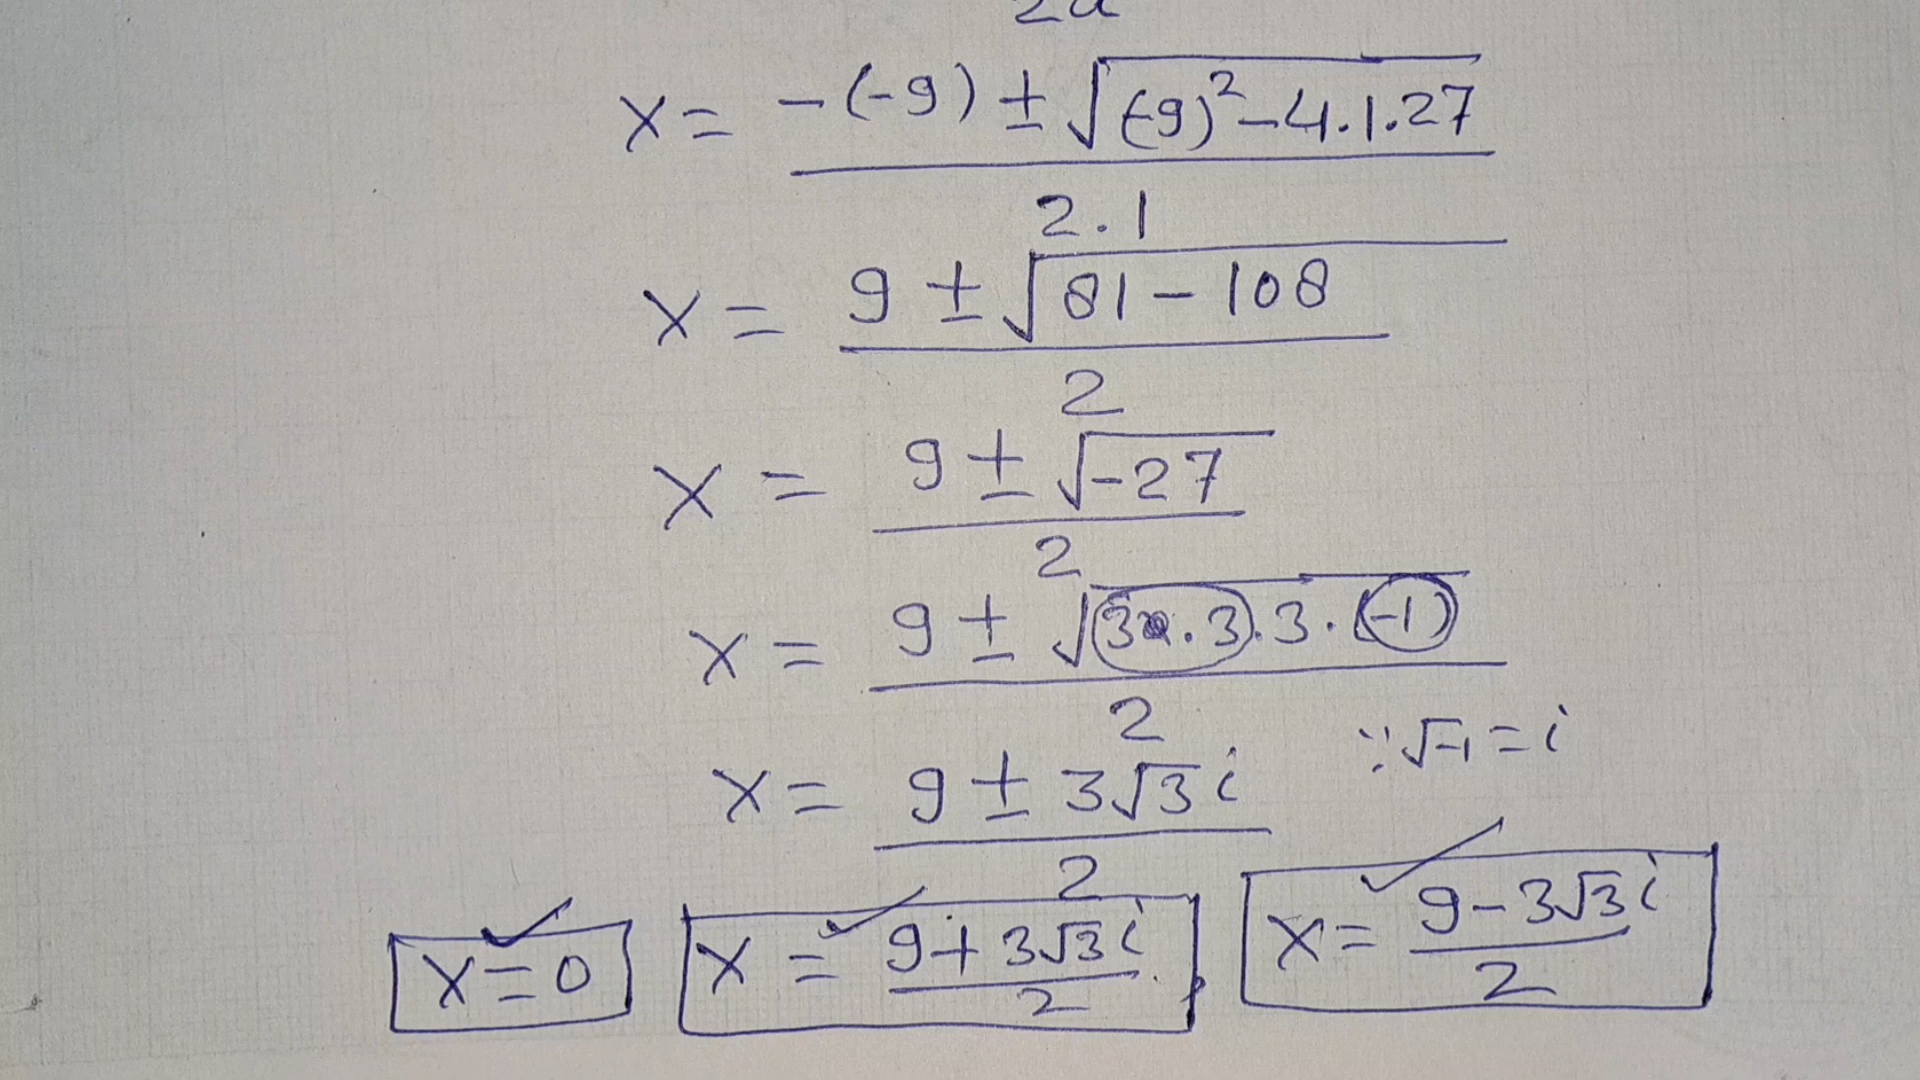 2a
x = -(-9) ± √(-9)² - 4.1.27
2.1
x = 9 ± √81 - 108
2
x = 9 ± √-27
2
x = 9 ± √3 . 3 . 3 . (-1)
2
∵ √-1 = i
x = 9 ± 3√3 i
2
x = 0
x = 9 + 3√3 i
2
x = 9 - 3√3 i
2